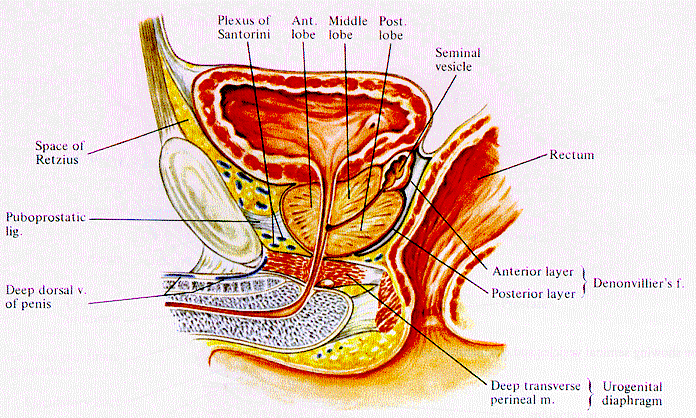 Plexus of
Santorini
Ant.
lobe
Middle
lobe
Post.
lobe
Seminal
vesicle
Space of
Retzius
Rectum
Puboprostatic
lig.
Anterior layer
Posterior layer
Denonvillier's f.
Deep dorsal v.
of penis
Deep transverse
perineal m.
Urogenital
diaphragm